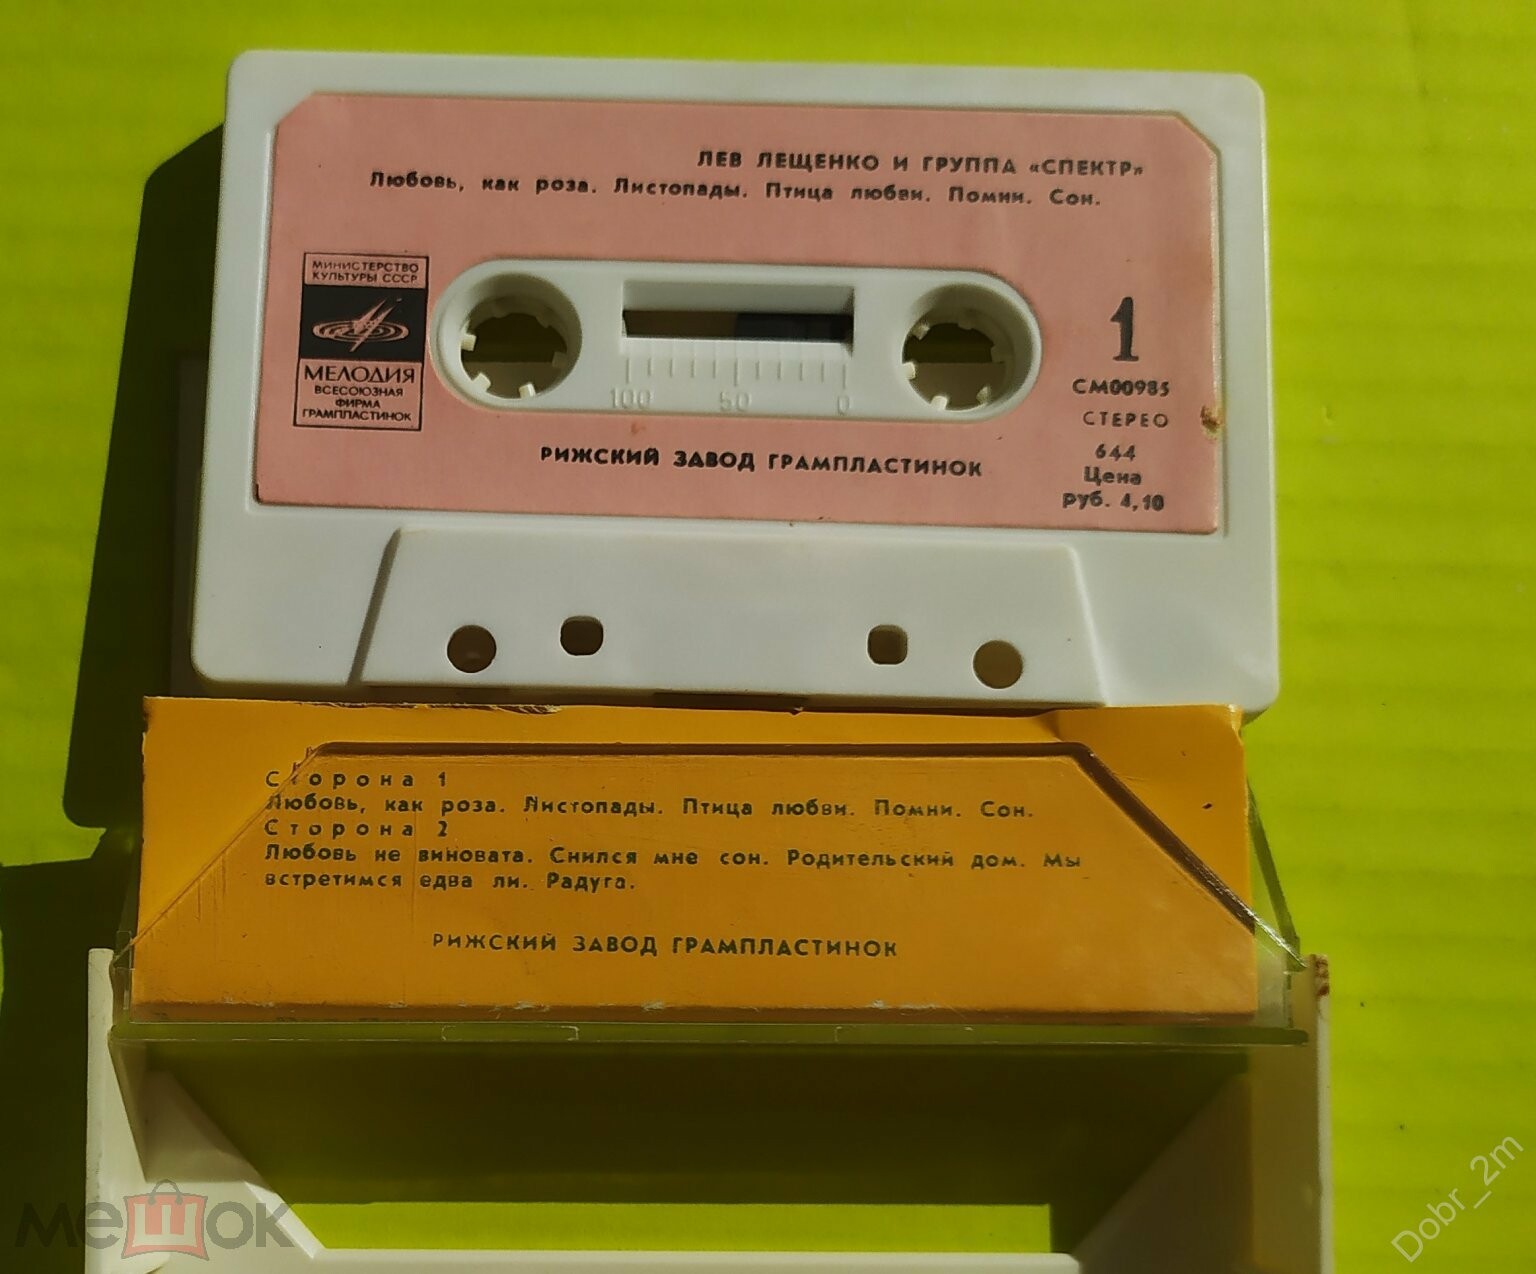 ЛЕВ ЛЕЩЕНКО И ГРУППА «СПЕКТР»
Любовь, как роза. Листопады. Птица любви. Помни. Сон.
МИНИСТЕРСТВО
КУЛЬТУРЫ СССР
МЕЛОДИЯ
ВСЕСОЮЗНАЯ
ФИРМА
ГРАМПЛАСТИНОК
100 50 0
1
СМ00985
СТЕРЕО
644
Цена
руб. 4,10
РИЖСКИЙ ЗАВОД ГРАМПЛАСТИНОК
Сторона 1
Любовь, как роза. Листопады. Птица любви. Помни. Сон.
Сторона 2
Любовь не виновата. Снился мне сон. Родительский дом. Мы
встретимся едва ли. Радуга.
РИЖСКИЙ ЗАВОД ГРАМПЛАСТИНОК
мешок
Dobr_2m